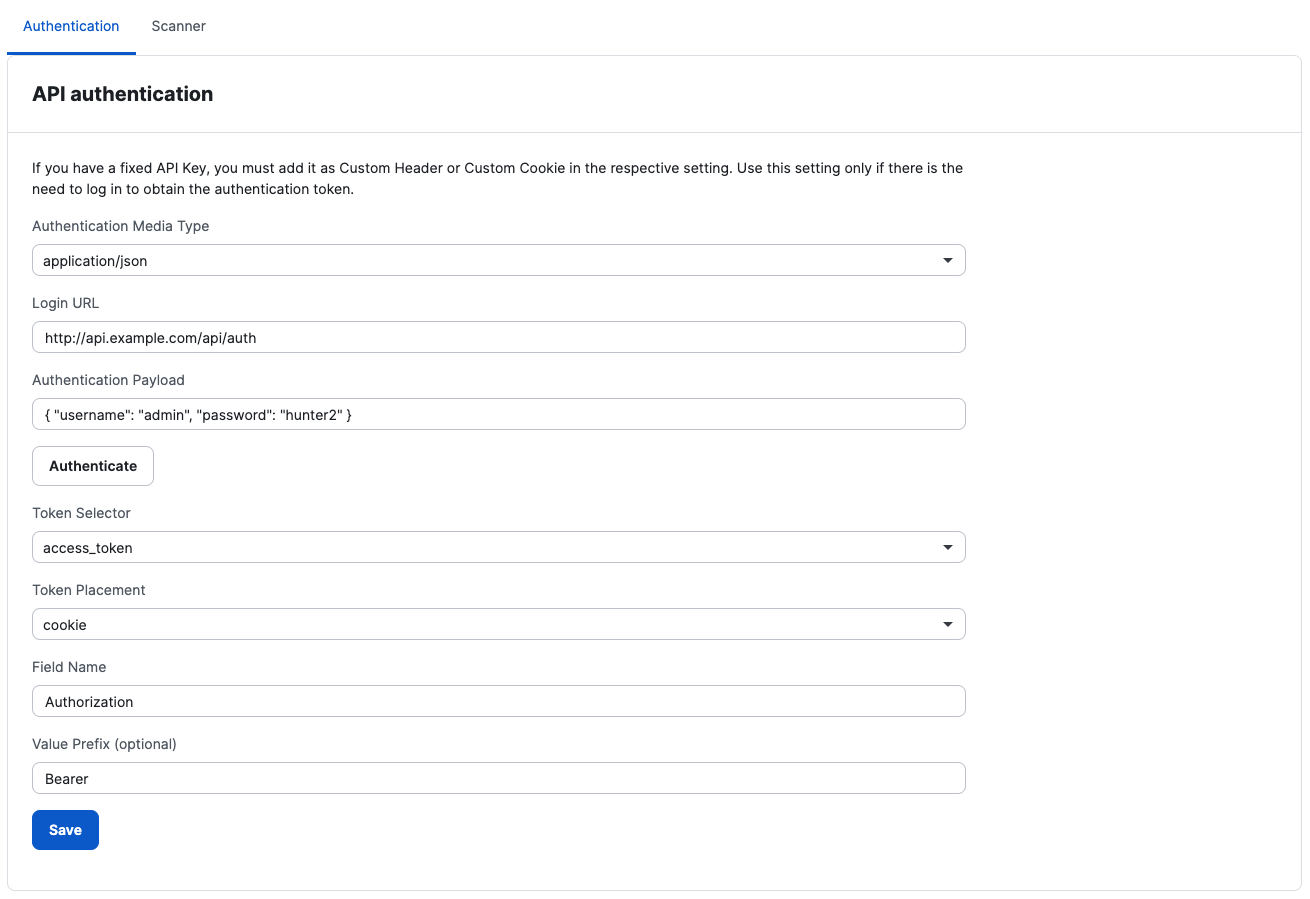 Authentication
Scanner
API authentication
If you have a fixed API Key, you must add it as Custom Header or Custom Cookie in the respective setting. Use this setting only if there is the
need to log in to obtain the authentication token.
Authentication Media Type
application/json
Login URL
http://api.example.com/api/auth
Authentication Payload
{ "username": "admin", "password": "hunter2" }
Authenticate
Token Selector
access_token
Token Placement
cookie
Field Name
Authorization
Value Prefix (optional)
Bearer
Save